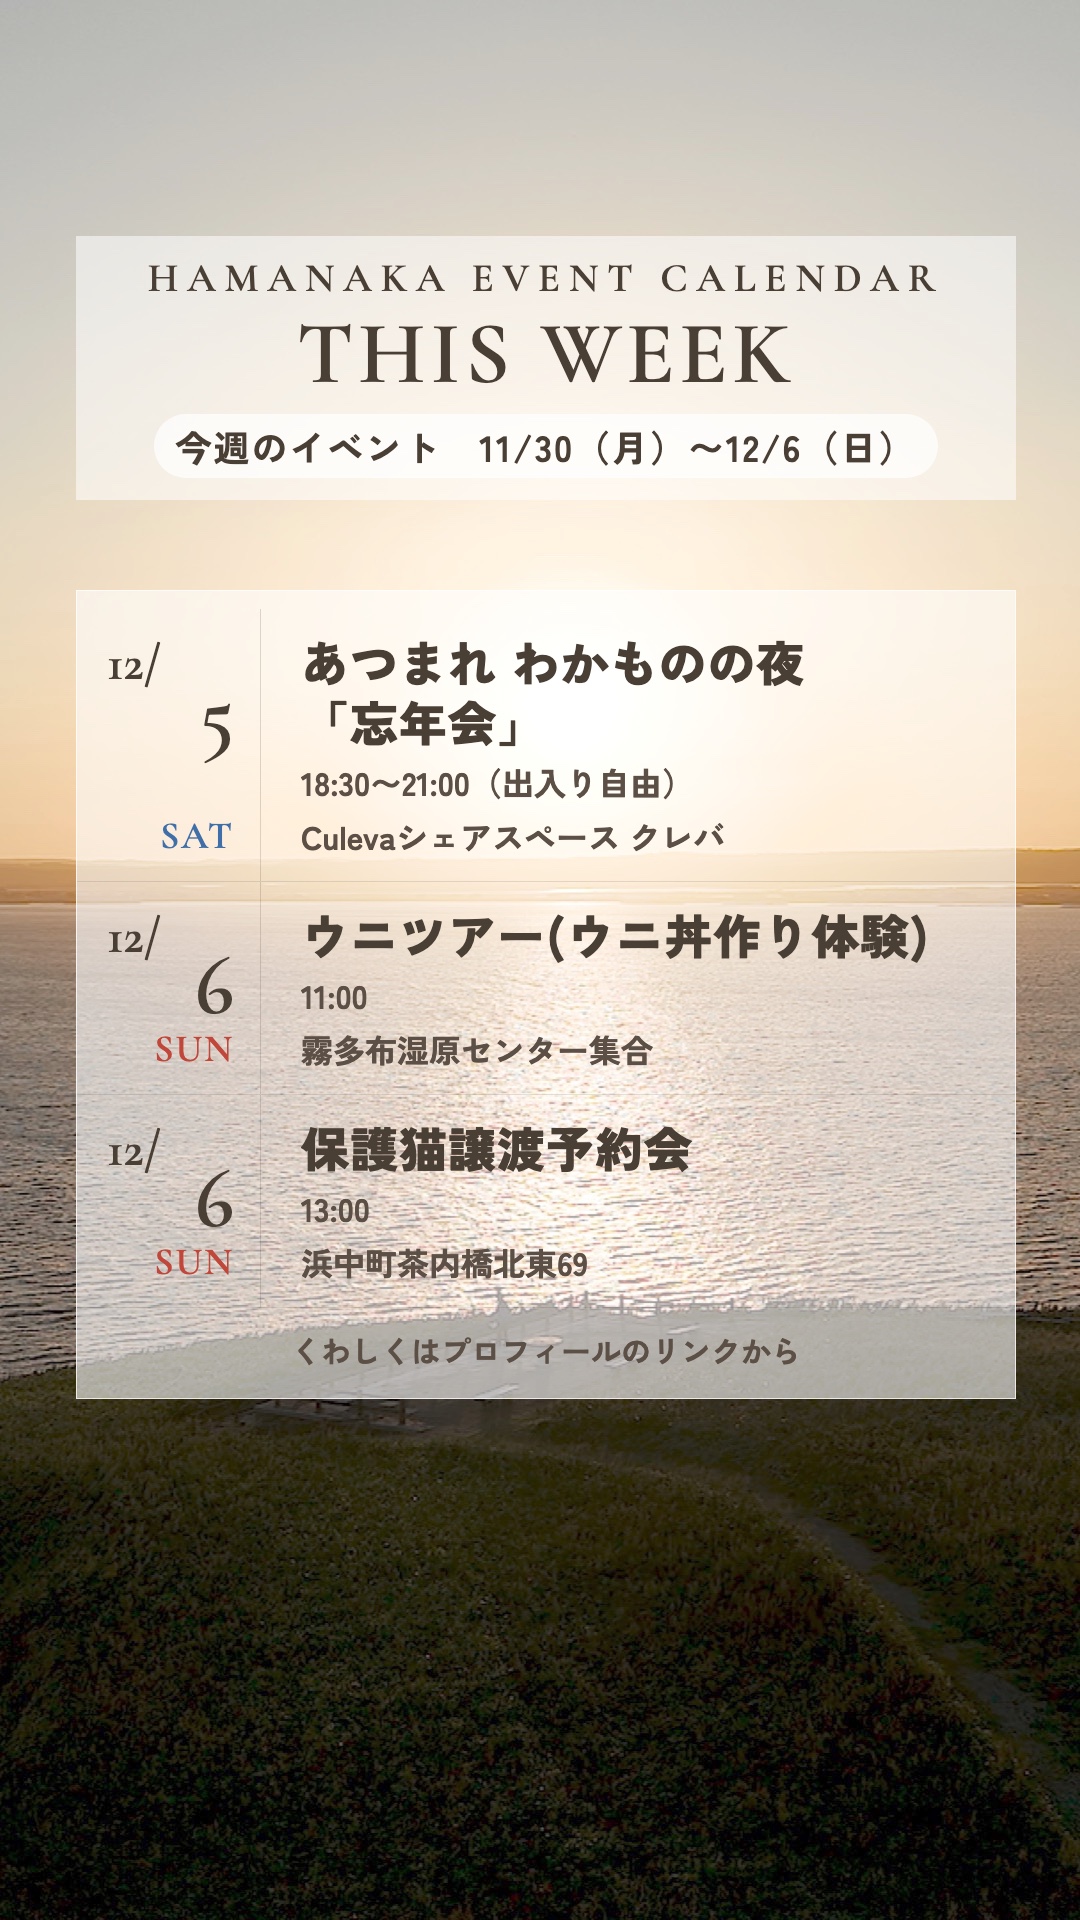 HAMANAKA EVENT CALENDAR
THIS WEEK
今週のイベント　11/30（月）〜12/6（日）
12/
5
SAT
あつまれ わかものの夜
「忘年会」
18:30〜21:00（出入り自由）
Culevaシェアスペース クレバ
12/
6
SUN
ウニツアー(ウニ丼作り体験)
11:00
霧多布湿原センター集合
12/
6
SUN
保護猫譲渡予約会
13:00
浜中町茶内橋北東69
くわしくはプロフィールのリンクから